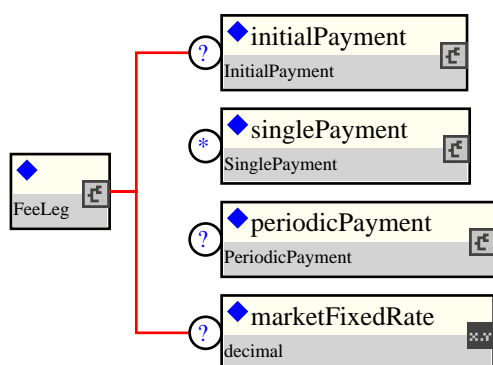 ? initialPayment
InitialPayment
* singlePayment
SinglePayment
FeeLeg
? periodicPayment
PeriodicPayment
? marketFixedRate
x.y
decimal